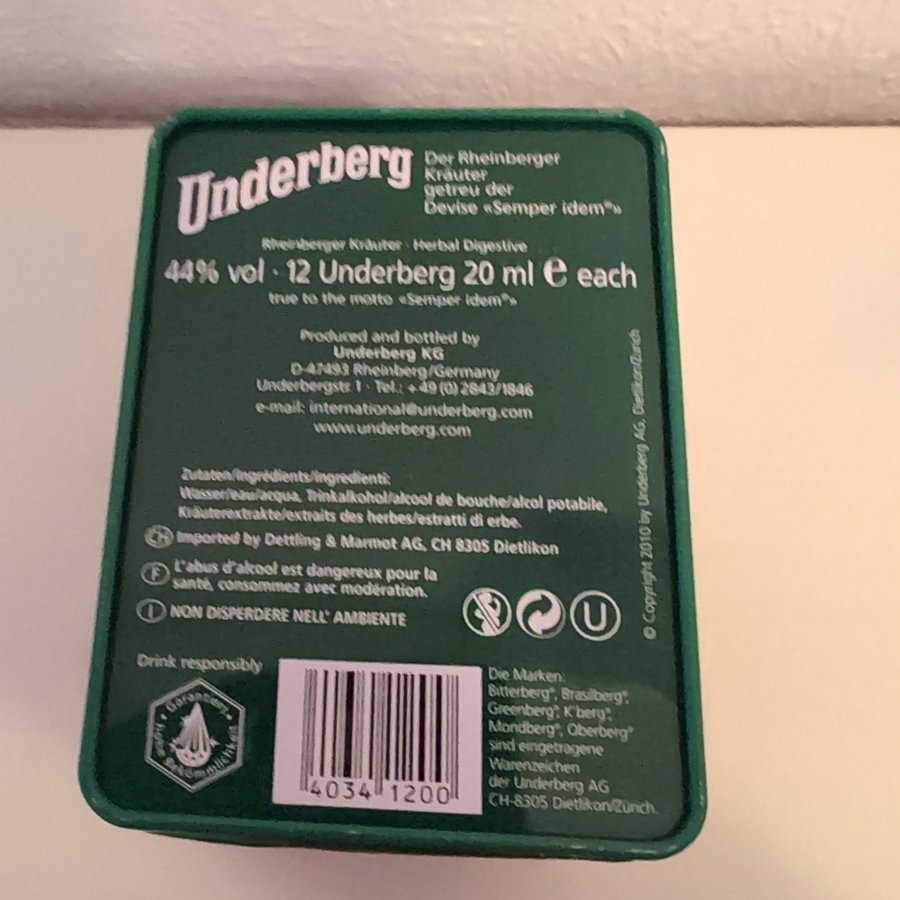 Underberg
Der Rheinberger
Kräuter
getreu der
Devise «Semper idem®»
Rheinberger Kräuter · Herbal Digestive
44% vol · 12 Underberg 20 ml e each
true to the motto «Semper idem®»
Produced and bottled by
Underberg KG
D-47493 Rheinberg/Germany
Underbergstr 1 · Tel.: +49 (0) 2843/1846
e-mail: international@underberg.com
www.underberg.com
Zutaten/ingrédients/ingredienti:
Wasser/eau/acqua, Trinkalkohol/alcool de bouche/alcol potabile,
Kräuterextrakte/extraits des herbes/estratti di erbe.
CH Imported by Dettling & Marmot AG, CH 8305 Dietlikon
F L'abus d'alcool est dangereux pour la
santé, consommez avec modération.
I NON DISPERDERE NELL' AMBIENTE
U
© Copyright 2010 by Underberg AG, Dietlikon/Zürich
Drink responsibly
Garantierte
hohe
Bekömmlichkeit
4034 1200
Die Marken:
Bitterberg®, Brasilberg®,
Greenberg®, K'berg®,
Mondberg®, Oberberg®
sind eingetragene
Warenzeichen
der Underberg AG
CH-8305 Dietlikon/Zürich.